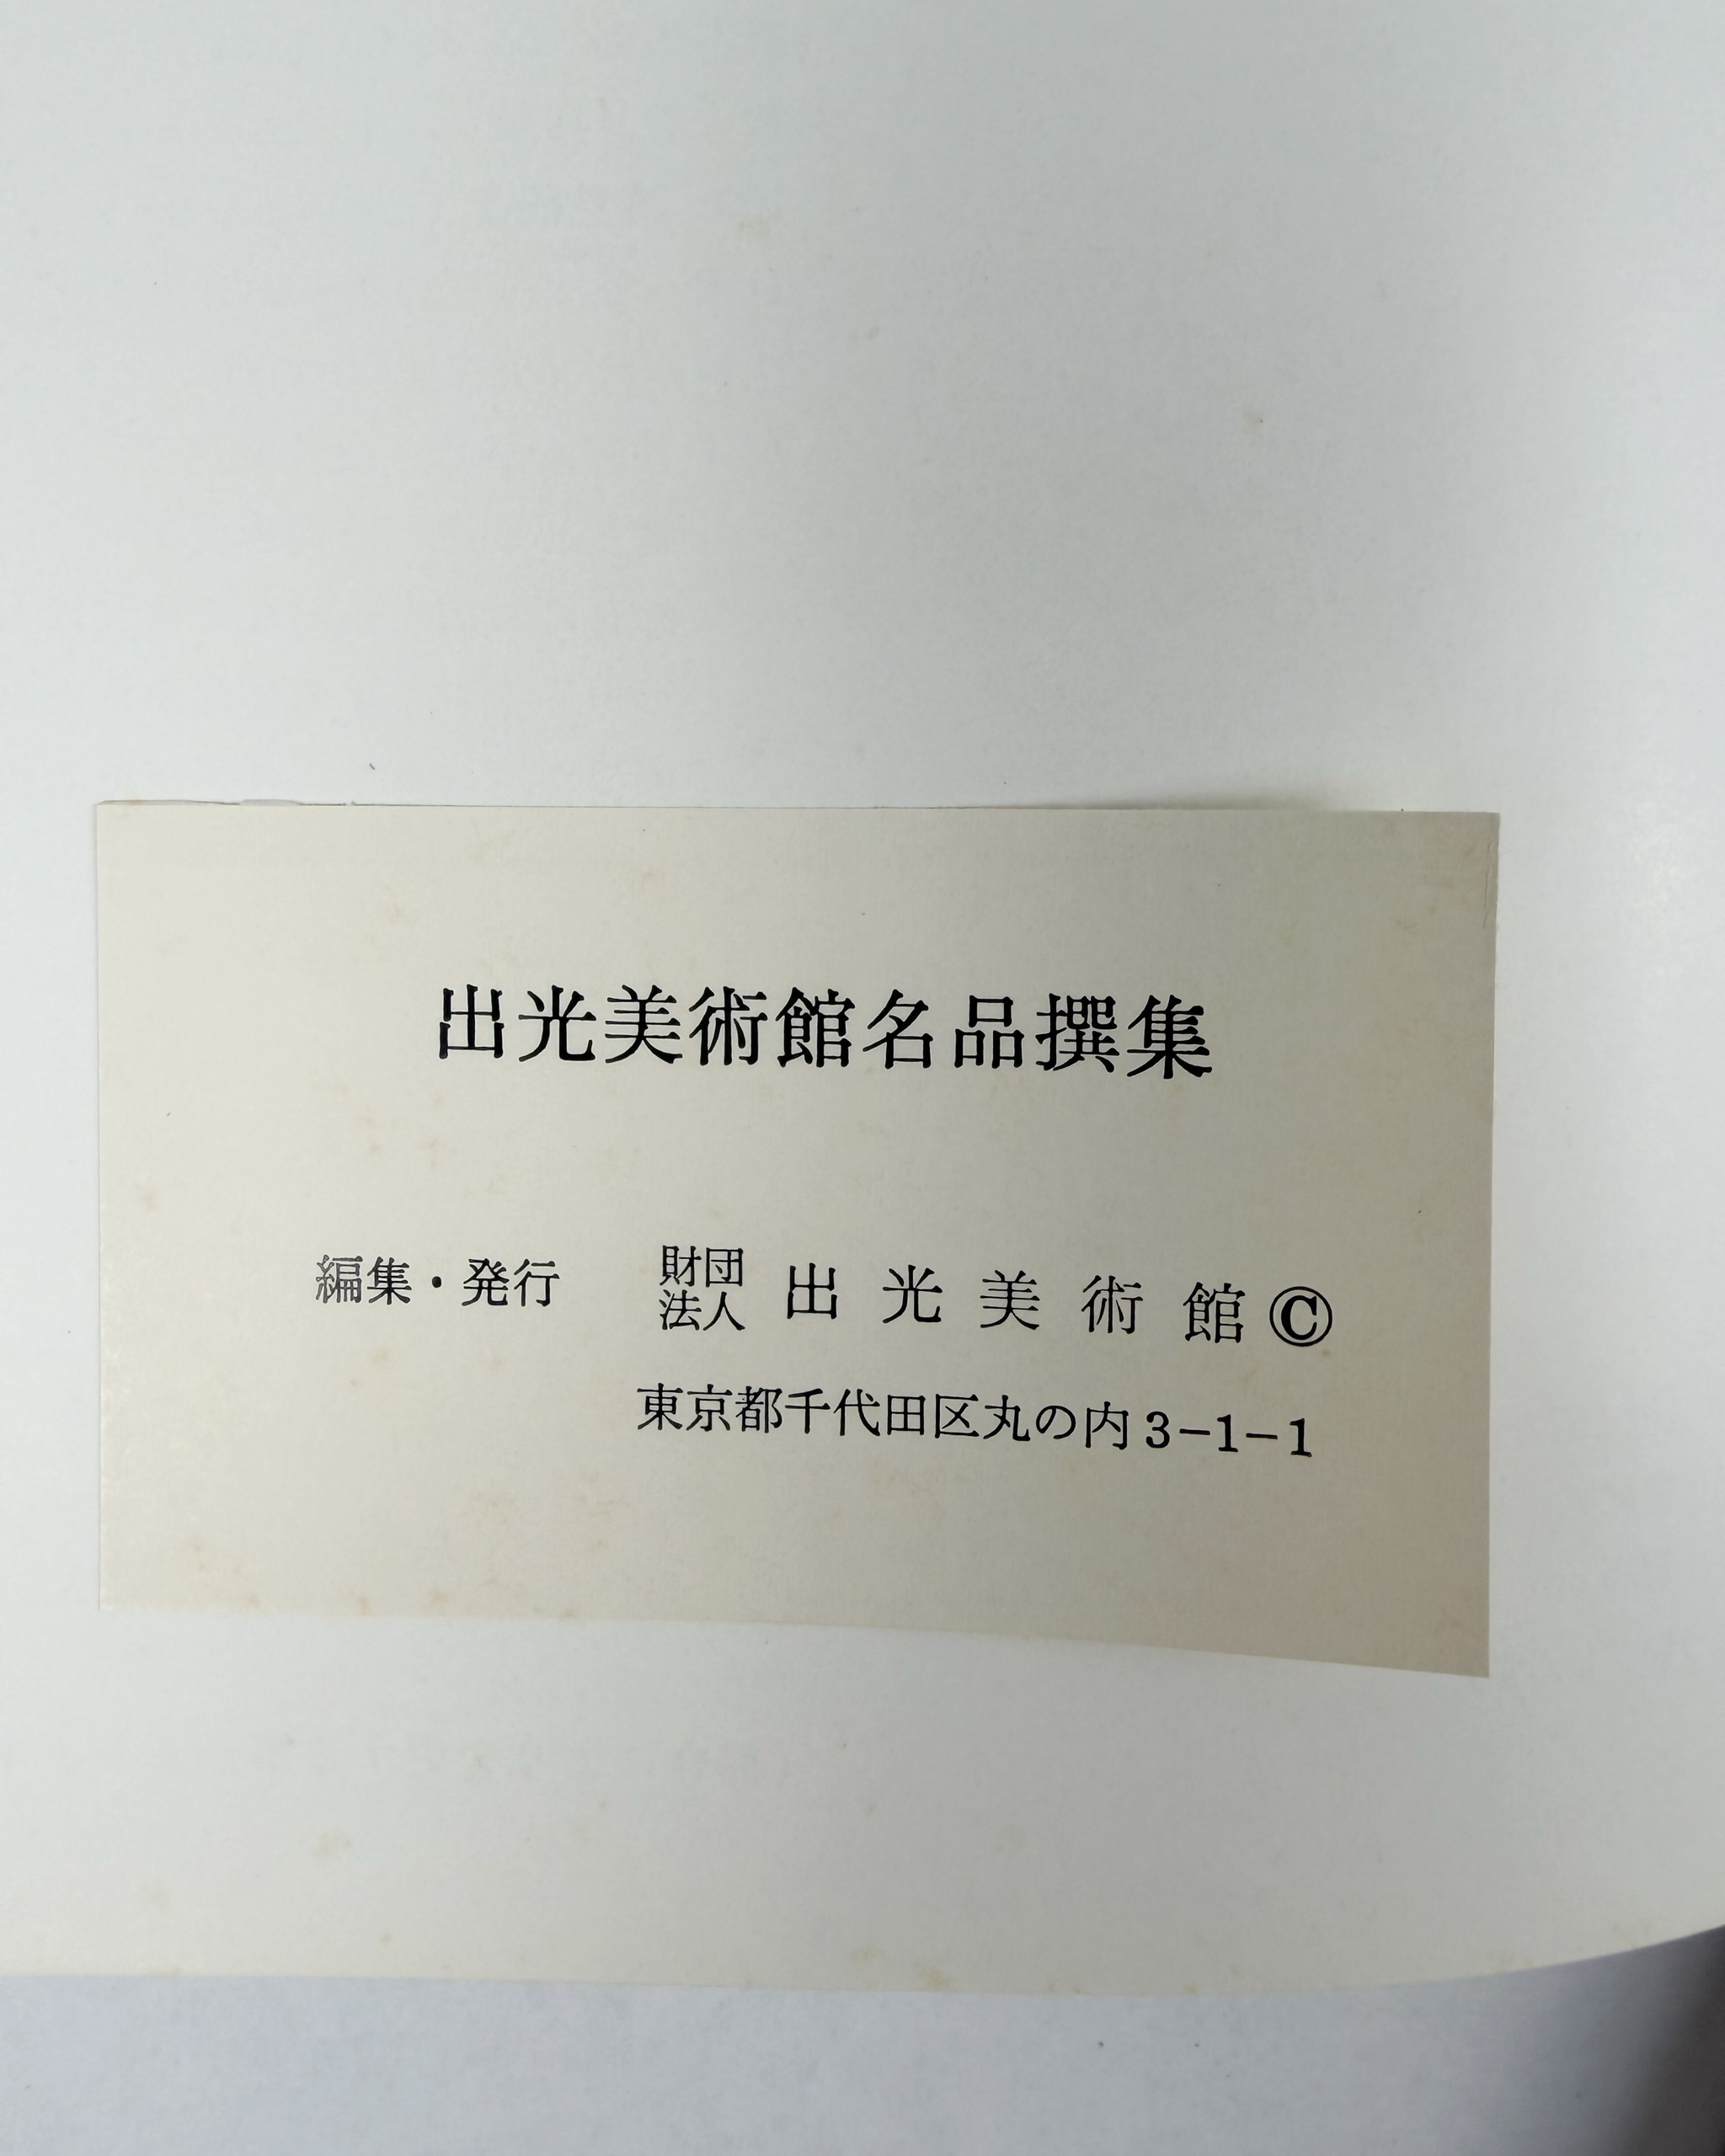 出光美術館名品撰集
編集・発行 財団法人 出光美術館©
東京都千代田区丸の内3-1-1